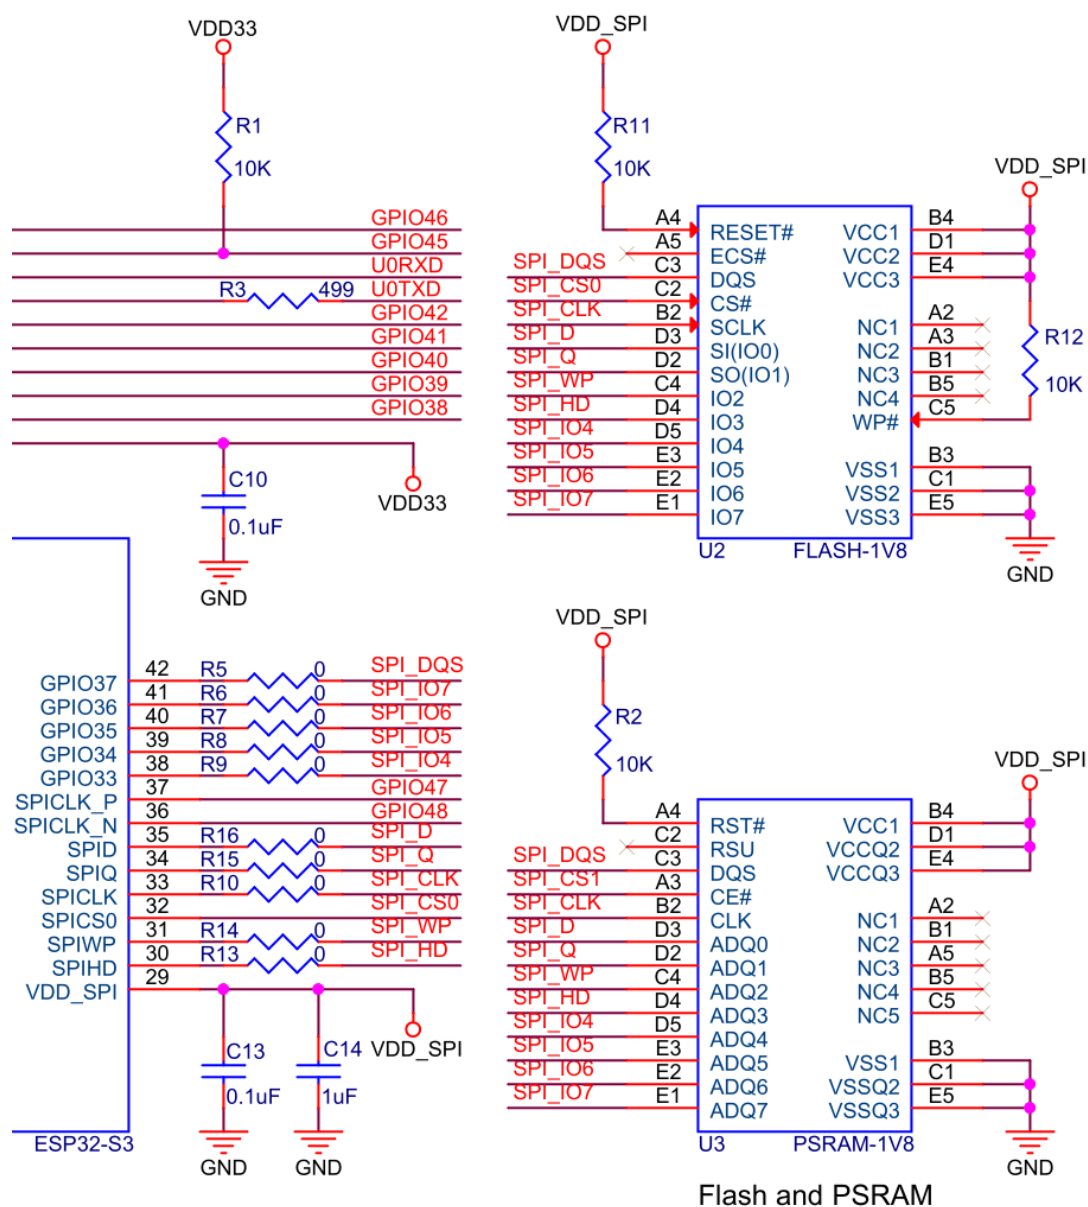 VDD33
R1
10K
GPIO46
GPIO45
U0RXD
R3 499 U0TXD
GPIO42
GPIO41
GPIO40
GPIO39
GPIO38
C10
0.1uF
GND
VDD33
42 R5 0 SPI_DQS
GPIO37
41 R6 0 SPI_IO7
GPIO36
40 R7 0 SPI_IO6
GPIO35
39 R8 0 SPI_IO5
GPIO34
38 R9 0 SPI_IO4
GPIO33
37 GPIO47
SPICLK_P
36 GPIO48
SPICLK_N
35 R16 0 SPI_D
SPID
34 R15 0 SPI_Q
SPIQ
33 R10 0 SPI_CLK
SPICLK
32 SPI_CS0
SPICS0
31 R14 0 SPI_WP
SPIWP
30 R13 0 SPI_HD
SPIHD
29
VDD_SPI
C13
0.1uF
GND
C14
1uF
GND
VDD_SPI
ESP32-S3
VDD_SPI
R11
10K
VDD_SPI
A4 B4
RESET# VCC1
A5 D1
ECS# VCC2
SPI_DQS C3 E4
DQS VCC3
SPI_CS0 C2
CS#
SPI_CLK B2 A2
SCLK NC1
SPI_D D3 A3
SI(IO0) NC2
SPI_Q D2 B1
SO(IO1) NC3
SPI_WP C4 B5
IO2 NC4
SPI_HD D4 C5
IO3 WP#
R12
10K
SPI_IO4 D5
IO4
SPI_IO5 E3 B3
IO5 VSS1
SPI_IO6 E2 C1
IO6 VSS2
SPI_IO7 E1 E5
IO7 VSS3
U2 FLASH-1V8
GND
VDD_SPI
R2
10K
VDD_SPI
A4 B4
RST# VCC1
C2 D1
RSU VCCQ2
SPI_DQS C3 E4
DQS VCCQ3
SPI_CS1 A3
CE#
SPI_CLK B2 A2
CLK NC1
SPI_D D3 B1
ADQ0 NC2
SPI_Q D2 A5
ADQ1 NC3
SPI_WP C4 B5
ADQ2 NC4
SPI_HD D4 C5
ADQ3 NC5
SPI_IO4 D5
ADQ4
SPI_IO5 E3 B3
ADQ5 VSS1
SPI_IO6 E2 C1
ADQ6 VSSQ2
SPI_IO7 E1 E5
ADQ7 VSSQ3
U3 PSRAM-1V8
GND
Flash and PSRAM